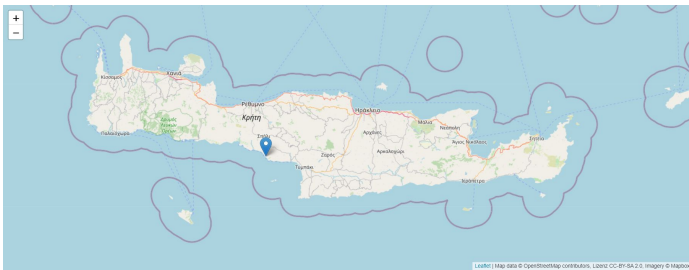 +
−
Κίσσαμος
Χανιά
Παλαιόχωρα
Ρέθυμνο
Κρήτη
Σπήλι
Τυμπάκι
Ηράκλειο
Ζαρός
Αρχάνες
Αρκαλοχώρι
Μάλια
Νεάπολη
Άγιος Νικόλαος
Ιεράπετρα
Σητεία
Leaflet | Map data © OpenStreetMap contributors, Lizenz CC-BY-SA 2.0, Imagery © Mapbox